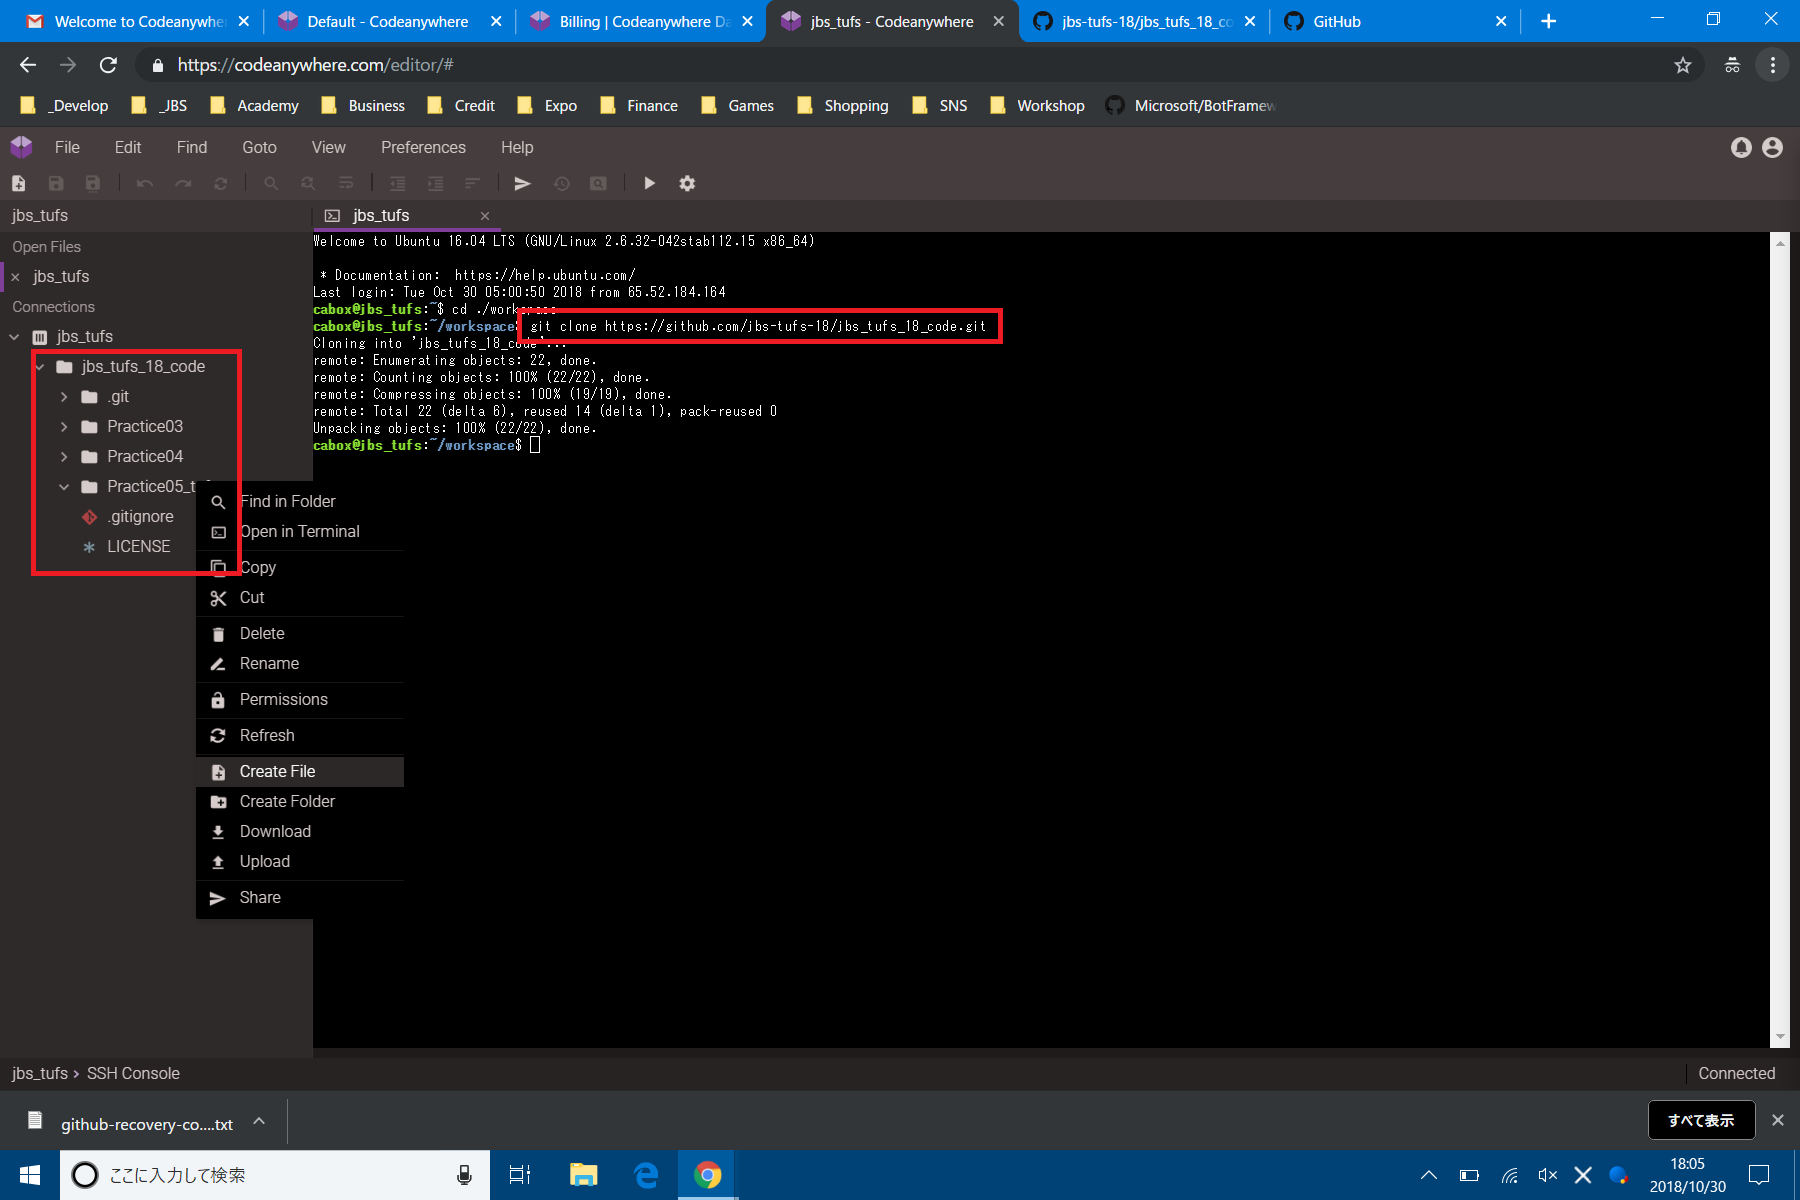 Welcome to Codeanywhe
Default - Codeanywhere
Billing | Codeanywhere Da
jbs_tufs - Codeanywhere
jbs-tufs-18/jbs_tufs_18_co
GitHub
https://codeanywhere.com/editor/#
_Develop
_JBS
Academy
Business
Credit
Expo
Finance
Games
Shopping
SNS
Workshop
Microsoft/BotFramew
File Edit Find Goto View Preferences Help
jbs_tufs
jbs_tufs
Open Files
jbs_tufs
Connections
jbs_tufs
jbs_tufs_18_code
.git
Practice03
Practice04
Practice05_t
.gitignore
LICENSE
Welcome to Ubuntu 16.04 LTS (GNU/Linux 2.6.32-042stab112.15 x86_64)
* Documentation:  https://help.ubuntu.com/
Last login: Tue Oct 30 05:00:50 2018 from 65.52.184.164
cabox@jbs_tufs:~$ cd ./workspace
cabox@jbs_tufs:~/workspace$ git clone https://github.com/jbs-tufs-18/jbs_tufs_18_code.git
Cloning into 'jbs_tufs_18_code'...
remote: Enumerating objects: 22, done.
remote: Counting objects: 100% (22/22), done.
remote: Compressing objects: 100% (19/19), done.
remote: Total 22 (delta 6), reused 14 (delta 1), pack-reused 0
Unpacking objects: 100% (22/22), done.
cabox@jbs_tufs:~/workspace$
Find in Folder
Open in Terminal
Copy
Cut
Delete
Rename
Permissions
Refresh
Create File
Create Folder
Download
Upload
Share
jbs_tufs › SSH Console
Connected
github-recovery-co....txt
すべて表示
ここに入力して検索
18:05
2018/10/30